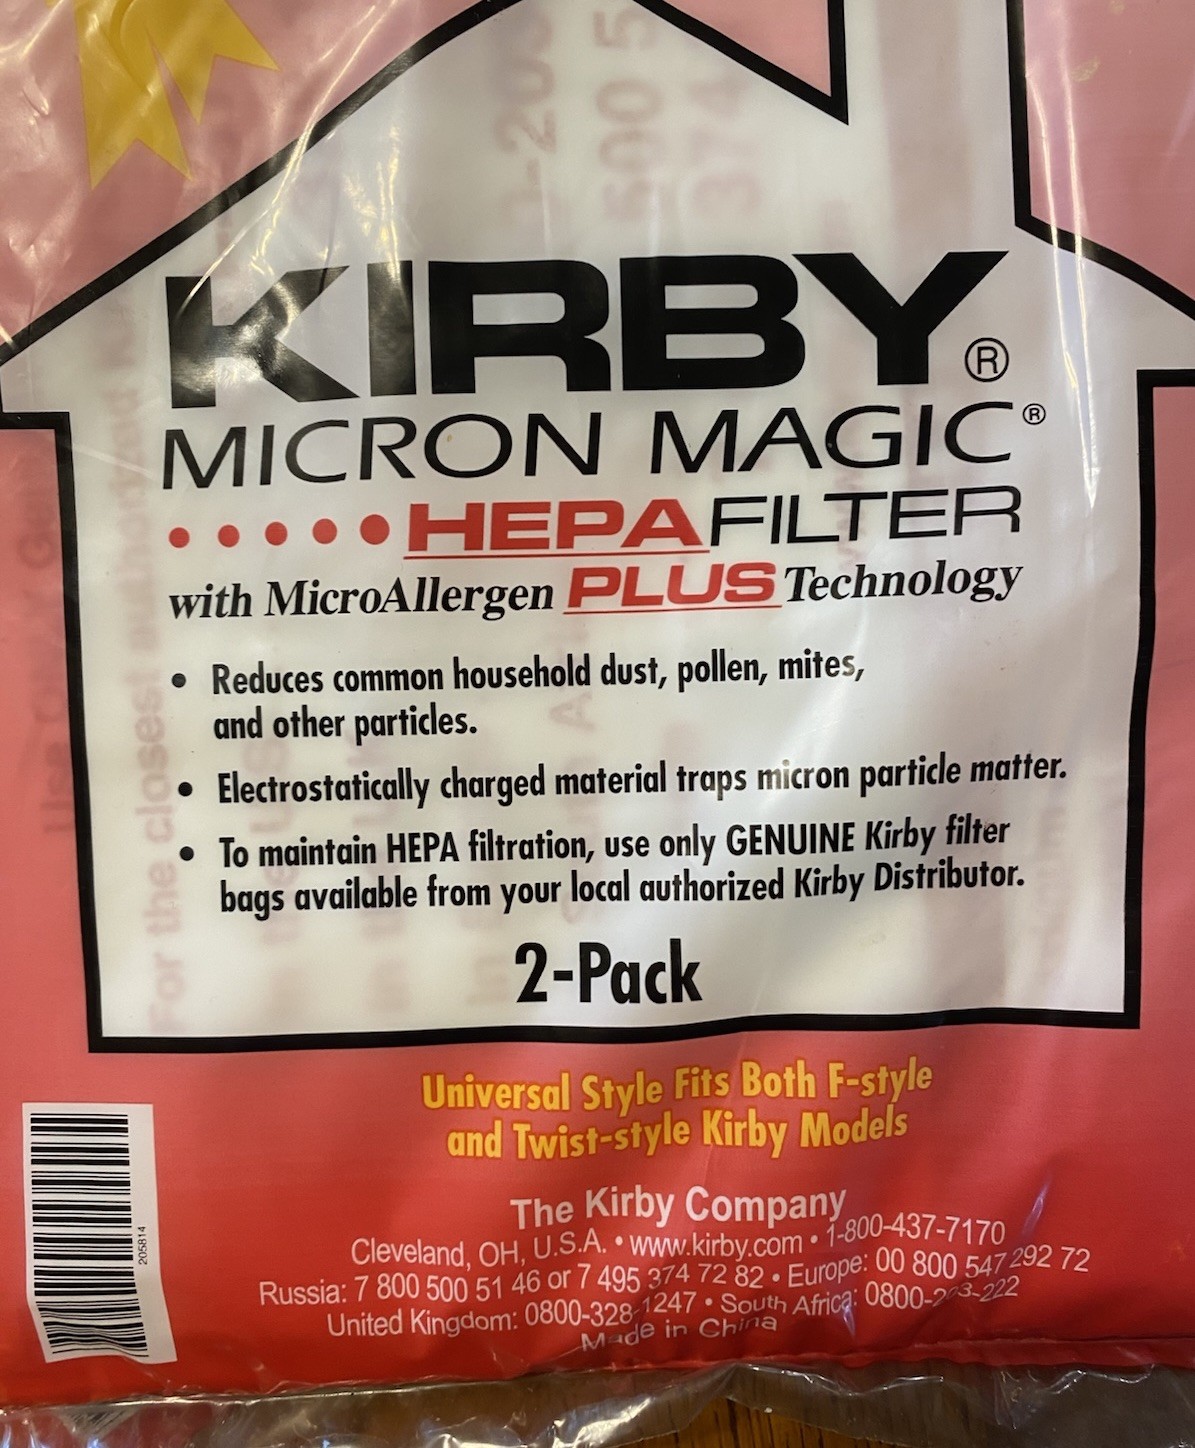 KIRBY®
MICRON MAGIC®
HEPAFILTER
with MicroAllergen PLUS Technology
• Reduces common household dust, pollen, mites,
and other particles.
• Electrostatically charged material traps micron particle matter.
• To maintain HEPA filtration, use only GENUINE Kirby filter
bags available from your local authorized Kirby Distributor.
2-Pack
Universal Style Fits Both F-style
and Twist-style Kirby Models
205814
The Kirby Company
Cleveland, OH, U.S.A. • www.kirby.com • 1-800-437-7170
Russia: 7 800 500 51 46 or 7 495 374 72 82 • Europe: 00 800 547 292 72
United Kingdom: 0800-328-1247 • South Africa:
Made in China